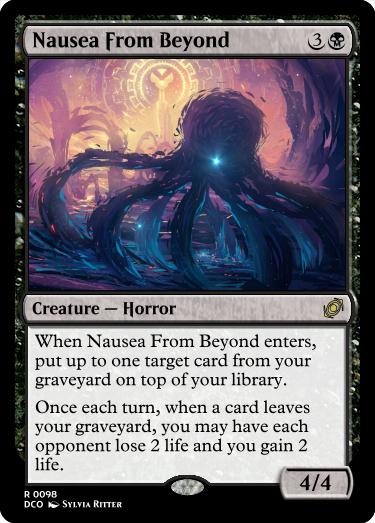 Nausea From Beyond 3
Creature — Horror
When Nausea From Beyond enters,
put up to one target card from your
graveyard on top of your library.
Once each turn, when a card leaves
your graveyard, you may have each
opponent lose 2 life and you gain 2
life.
4/4
R 0098
DCO Sylvia Ritter